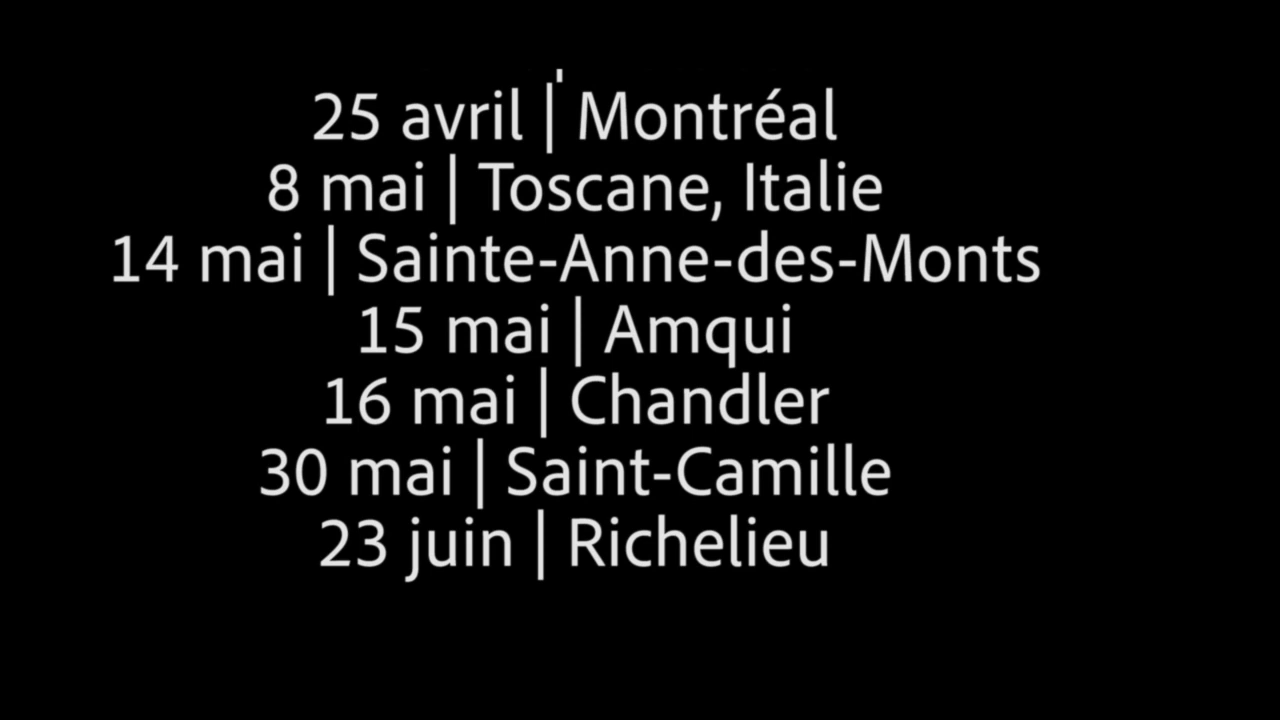 25 avril | Montréal
8 mai | Toscane, Italie
14 mai | Sainte-Anne-des-Monts
15 mai | Amqui
16 mai | Chandler
30 mai | Saint-Camille
23 juin | Richelieu